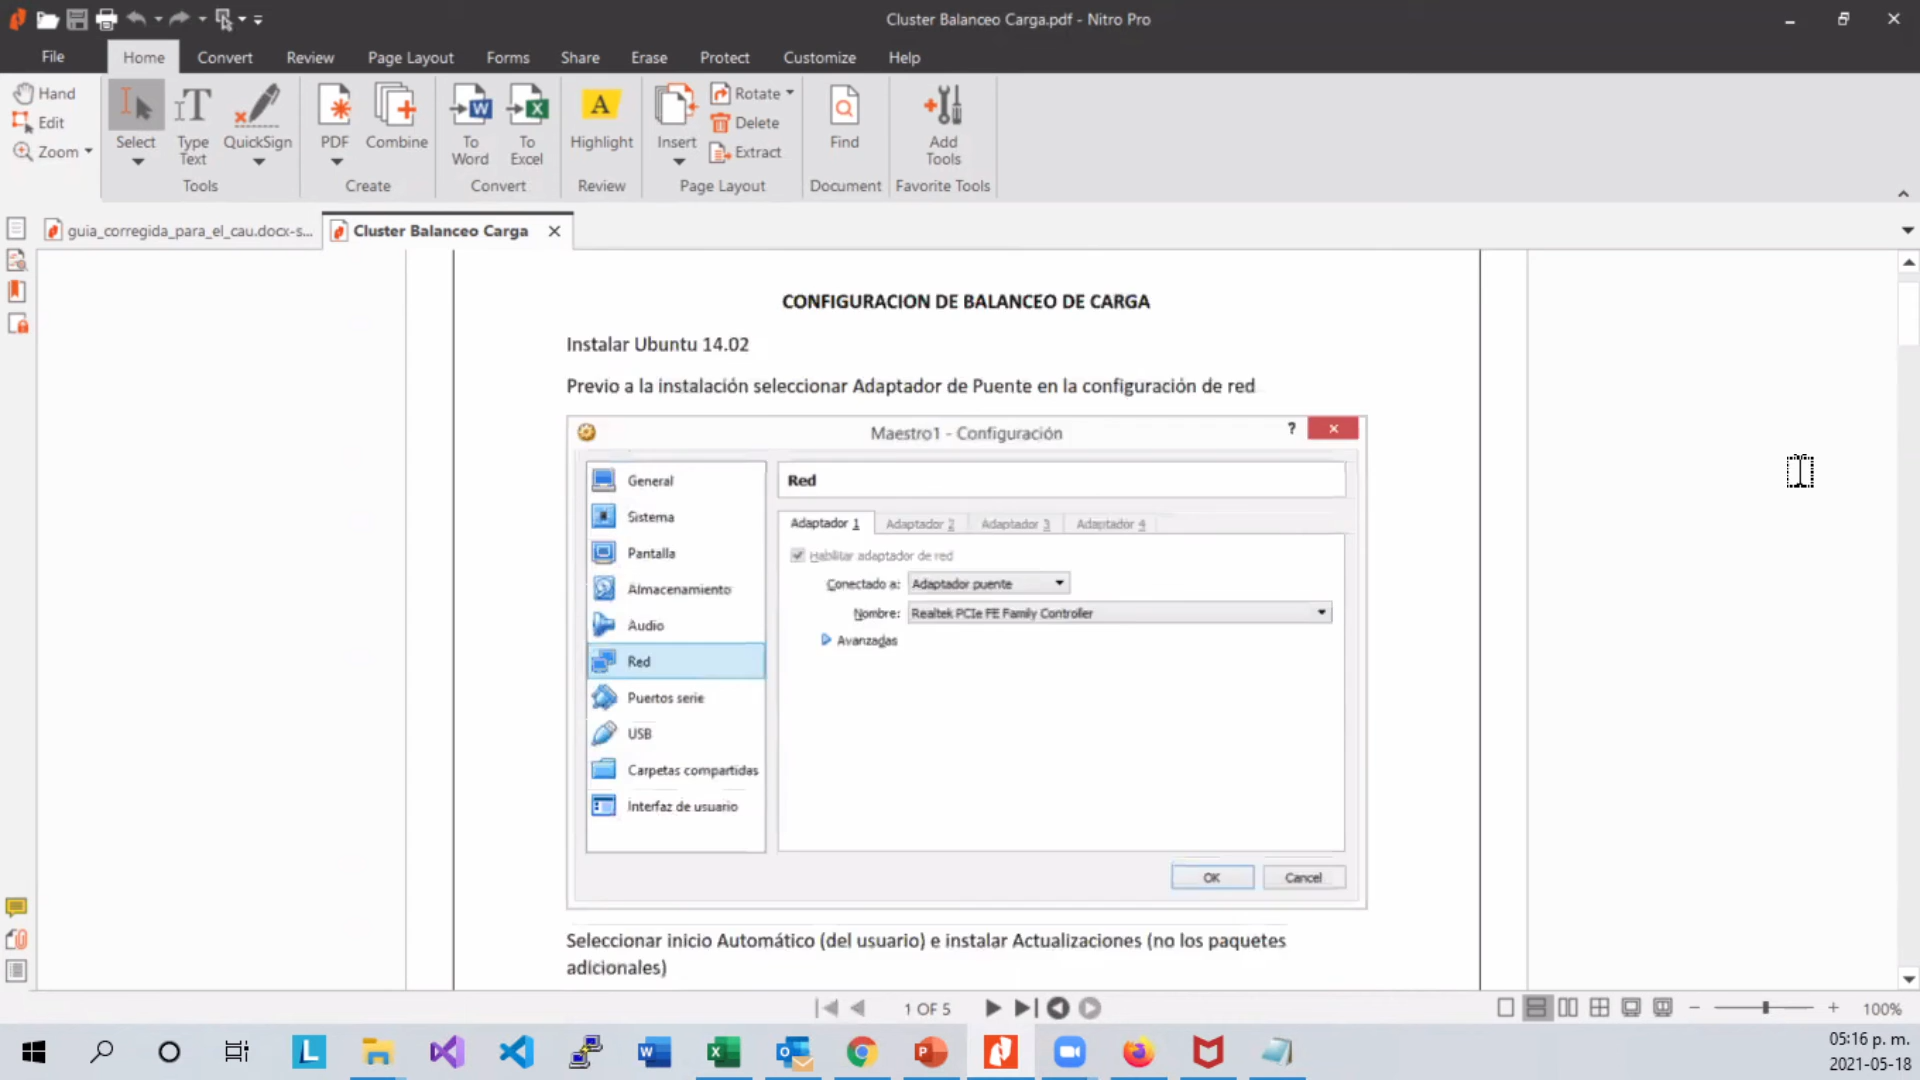 Cluster Balanceo Carga.pdf - Nitro Pro
File Home Convert Review Page Layout Forms Share Erase Protect Customize Help
Hand
Edit
Zoom
Select
Type Text
QuickSign
Tools
PDF
Combine
Create
To Word
To Excel
Convert
Highlight
Review
Insert
Rotate
Delete
Extract
Page Layout
Find
Document
Add Tools
Favorite Tools
guia_corregida_para_el_cau.docx-s...
Cluster Balanceo Carga
CONFIGURACION DE BALANCEO DE CARGA
Instalar Ubuntu 14.02
Previo a la instalación seleccionar Adaptador de Puente en la configuración de red
Maestro1 - Configuración
?
General
Sistema
Pantalla
Almacenamiento
Audio
Red
Puertos serie
USB
Carpetas compartidas
Interfaz de usuario
Red
Adaptador 1 Adaptador 2 Adaptador 3 Adaptador 4
Habilitar adaptador de red
Conectado a: Adaptador puente
Nombre: Realtek PCIe FE Family Controller
Avanzadas
OK Cancel
Seleccionar inicio Automático (del usuario) e instalar Actualizaciones (no los paquetes
adicionales)
1 OF 5
100%
05:16 p. m.
2021-05-18